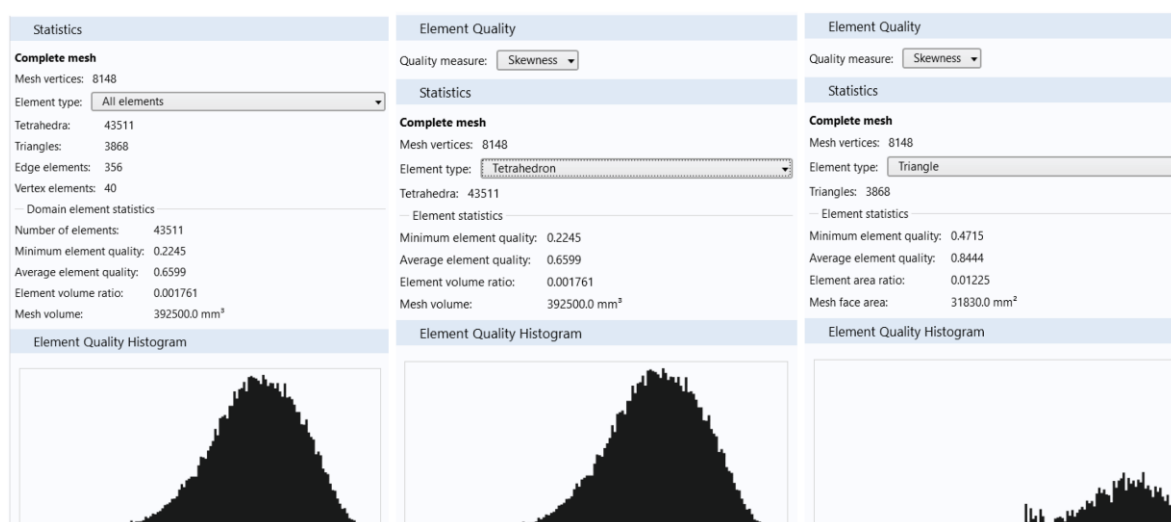 Statistics
Complete mesh
Mesh vertices: 8148
Element type: All elements
Tetrahedra: 43511
Triangles: 3868
Edge elements: 356
Vertex elements: 40
Domain element statistics
Number of elements: 43511
Minimum element quality: 0.2245
Average element quality: 0.6599
Element volume ratio: 0.001761
Mesh volume: 392500.0 mm³
Element Quality Histogram
Element Quality
Quality measure: Skewness
Statistics
Complete mesh
Mesh vertices: 8148
Element type: Tetrahedron
Tetrahedra: 43511
Element statistics
Minimum element quality: 0.2245
Average element quality: 0.6599
Element volume ratio: 0.001761
Mesh volume: 392500.0 mm³
Element Quality Histogram
Element Quality
Quality measure: Skewness
Statistics
Complete mesh
Mesh vertices: 8148
Element type: Triangle
Triangles: 3868
Element statistics
Minimum element quality: 0.4715
Average element quality: 0.8444
Element area ratio: 0.01225
Mesh face area: 31830.0 mm²
Element Quality Histogram